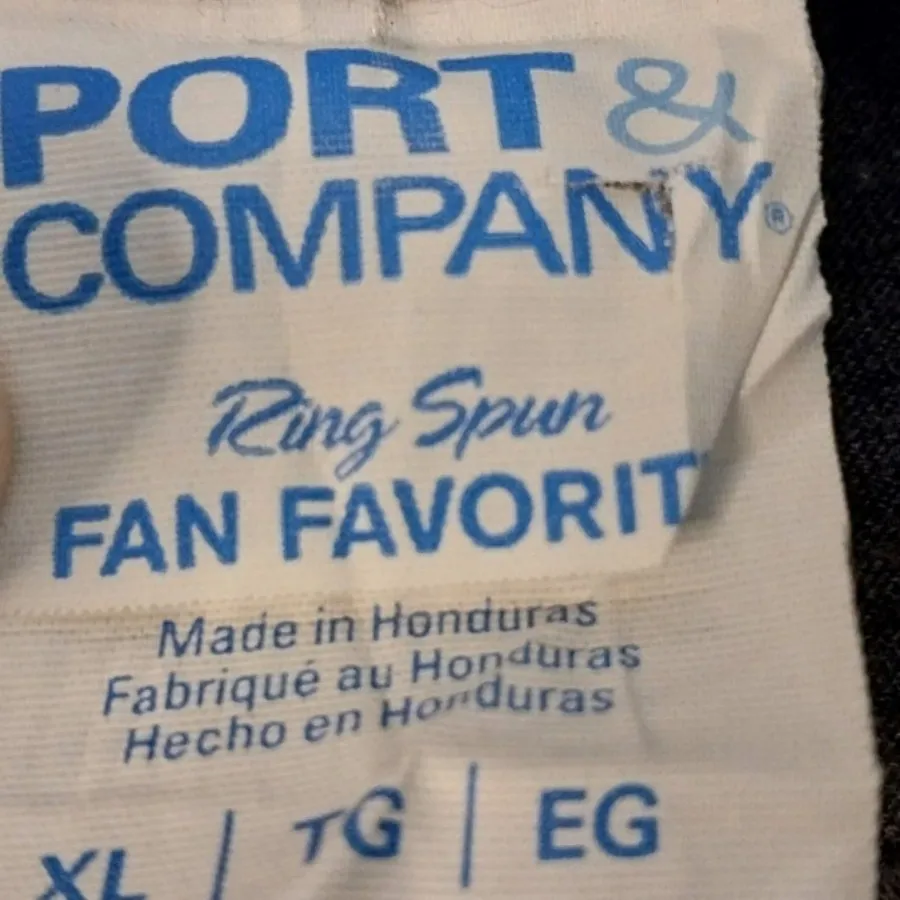 PORT &
COMPANY®
Ring Spun
FAN FAVORIT
Made in Honduras
Fabriqué au Honduras
Hecho en Honduras
XL / TG | EG